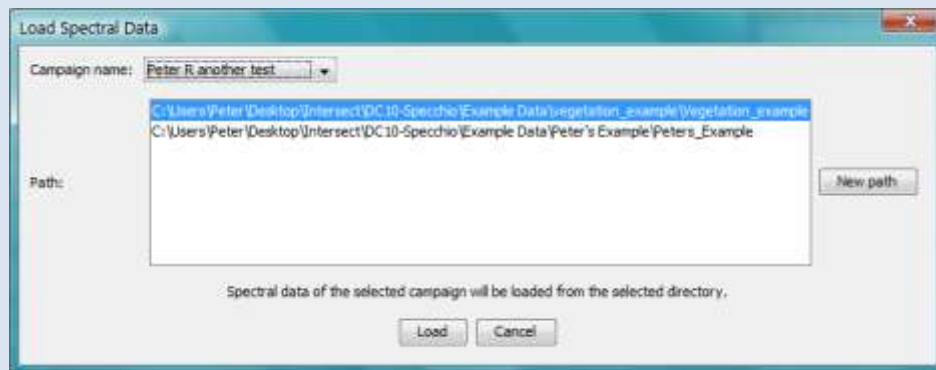 Load Spectral Data
Campaign name: Peter R another test
C:\Users\Peter\Desktop\Intersect\DC10-Specchio\Example Data\vegetation_example\Vegetation_example
C:\Users\Peter\Desktop\Intersect\DC10-Specchio\Example Data\Peter's Example\Peters_Example
Path:
New path
Spectral data of the selected campaign will be loaded from the selected directory.
Load Cancel